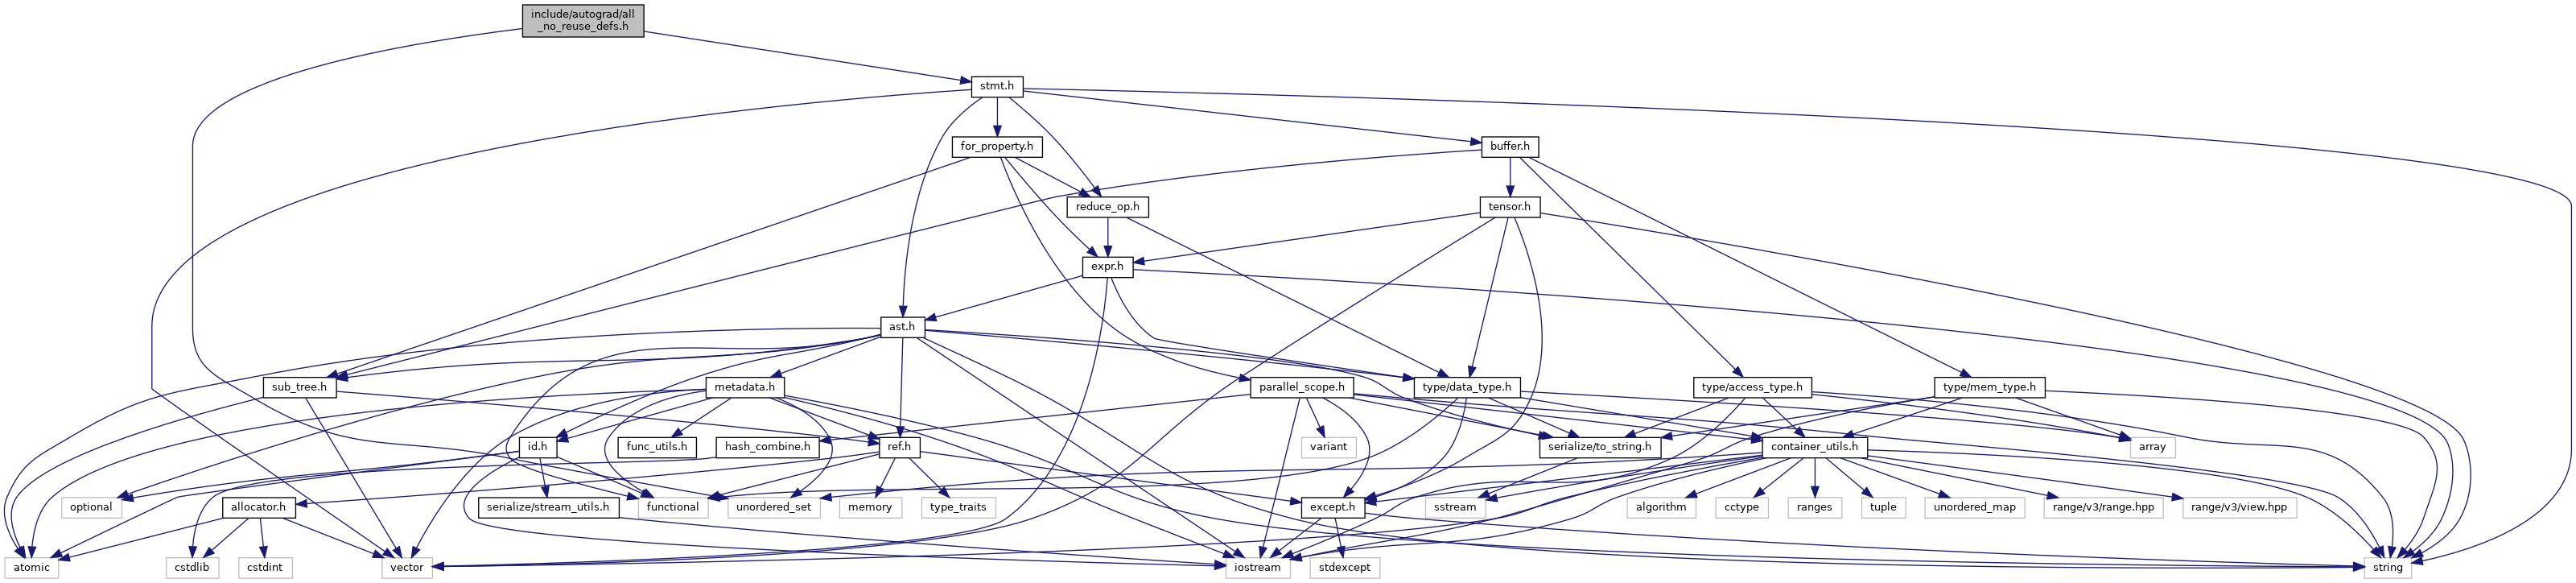 include/autograd/all
_no_reuse_defs.h
stmt.h
for_property.h
buffer.h
reduce_op.h
tensor.h
expr.h
ast.h
sub_tree.h
metadata.h
parallel_scope.h
type/data_type.h
type/access_type.h
type/mem_type.h
id.h
func_utils.h
hash_combine.h
ref.h
variant
serialize/to_string.h
container_utils.h
array
optional
allocator.h
serialize/stream_utils.h
functional
unordered_set
memory
type_traits
except.h
sstream
algorithm
cctype
ranges
tuple
unordered_map
range/v3/range.hpp
range/v3/view.hpp
atomic
cstdlib
cstdint
vector
iostream
stdexcept
string